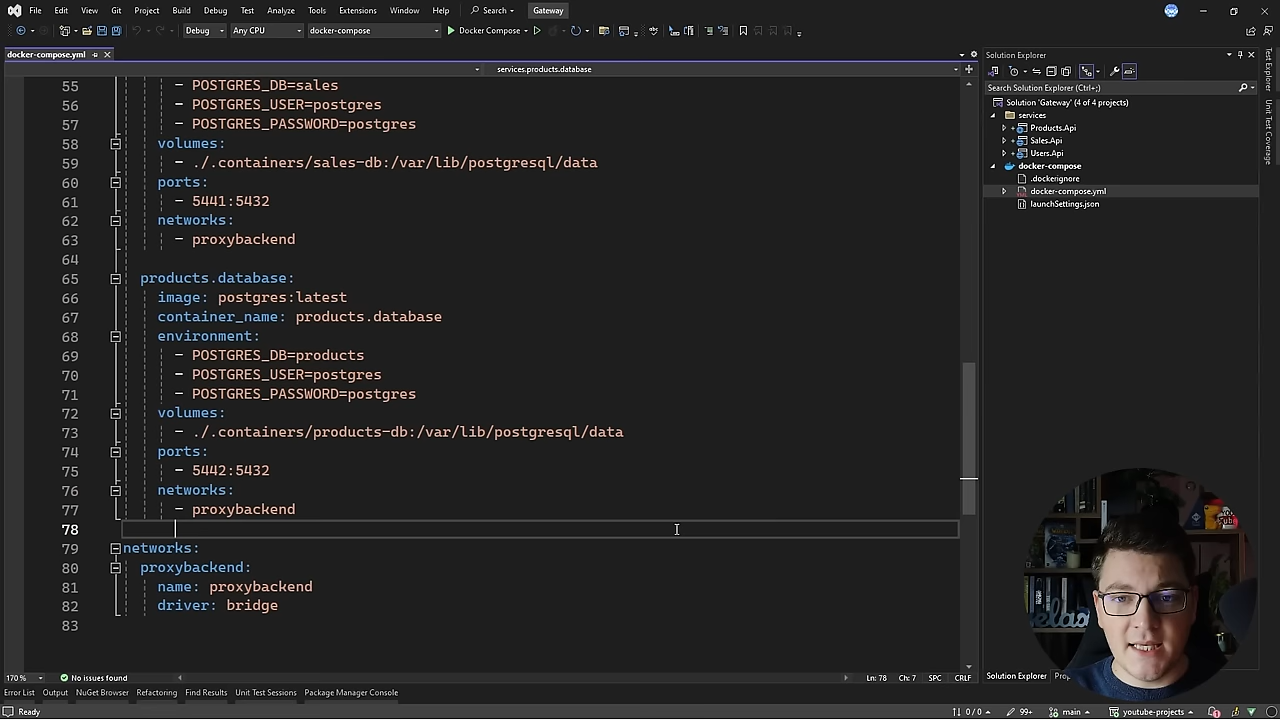 File Edit View Git Project Build Debug Test Analyze Tools Extensions Window Help Search Gateway
Debug Any CPU docker-compose Docker Compose
docker-compose.yml
services.products.database
55 - POSTGRES_DB=sales
56 - POSTGRES_USER=postgres
57 - POSTGRES_PASSWORD=postgres
58 volumes:
59 - ./.containers/sales-db:/var/lib/postgresql/data
60 ports:
61 - 5441:5432
62 networks:
63 - proxybackend
64
65 products.database:
66 image: postgres:latest
67 container_name: products.database
68 environment:
69 - POSTGRES_DB=products
70 - POSTGRES_USER=postgres
71 - POSTGRES_PASSWORD=postgres
72 volumes:
73 - ./.containers/products-db:/var/lib/postgresql/data
74 ports:
75 - 5442:5432
76 networks:
77 - proxybackend
78
79 networks:
80 proxybackend:
81 name: proxybackend
82 driver: bridge
83
170 % No issues found Ln: 78 Ch: 7 SPC CRLF
Error List Output NuGet Browser Refactoring Find Results Unit Test Sessions Package Manager Console
Ready 0 / 0 99+ main youtube-projects
Solution Explorer
Search Solution Explorer (Ctrl+;)
Solution 'Gateway' (4 of 4 projects)
services
Products.Api
Sales.Api
Users.Api
docker-compose
.dockerignore
docker-compose.yml
launchSettings.json
Solution Explorer
Test Explorer
Unit Test Coverage